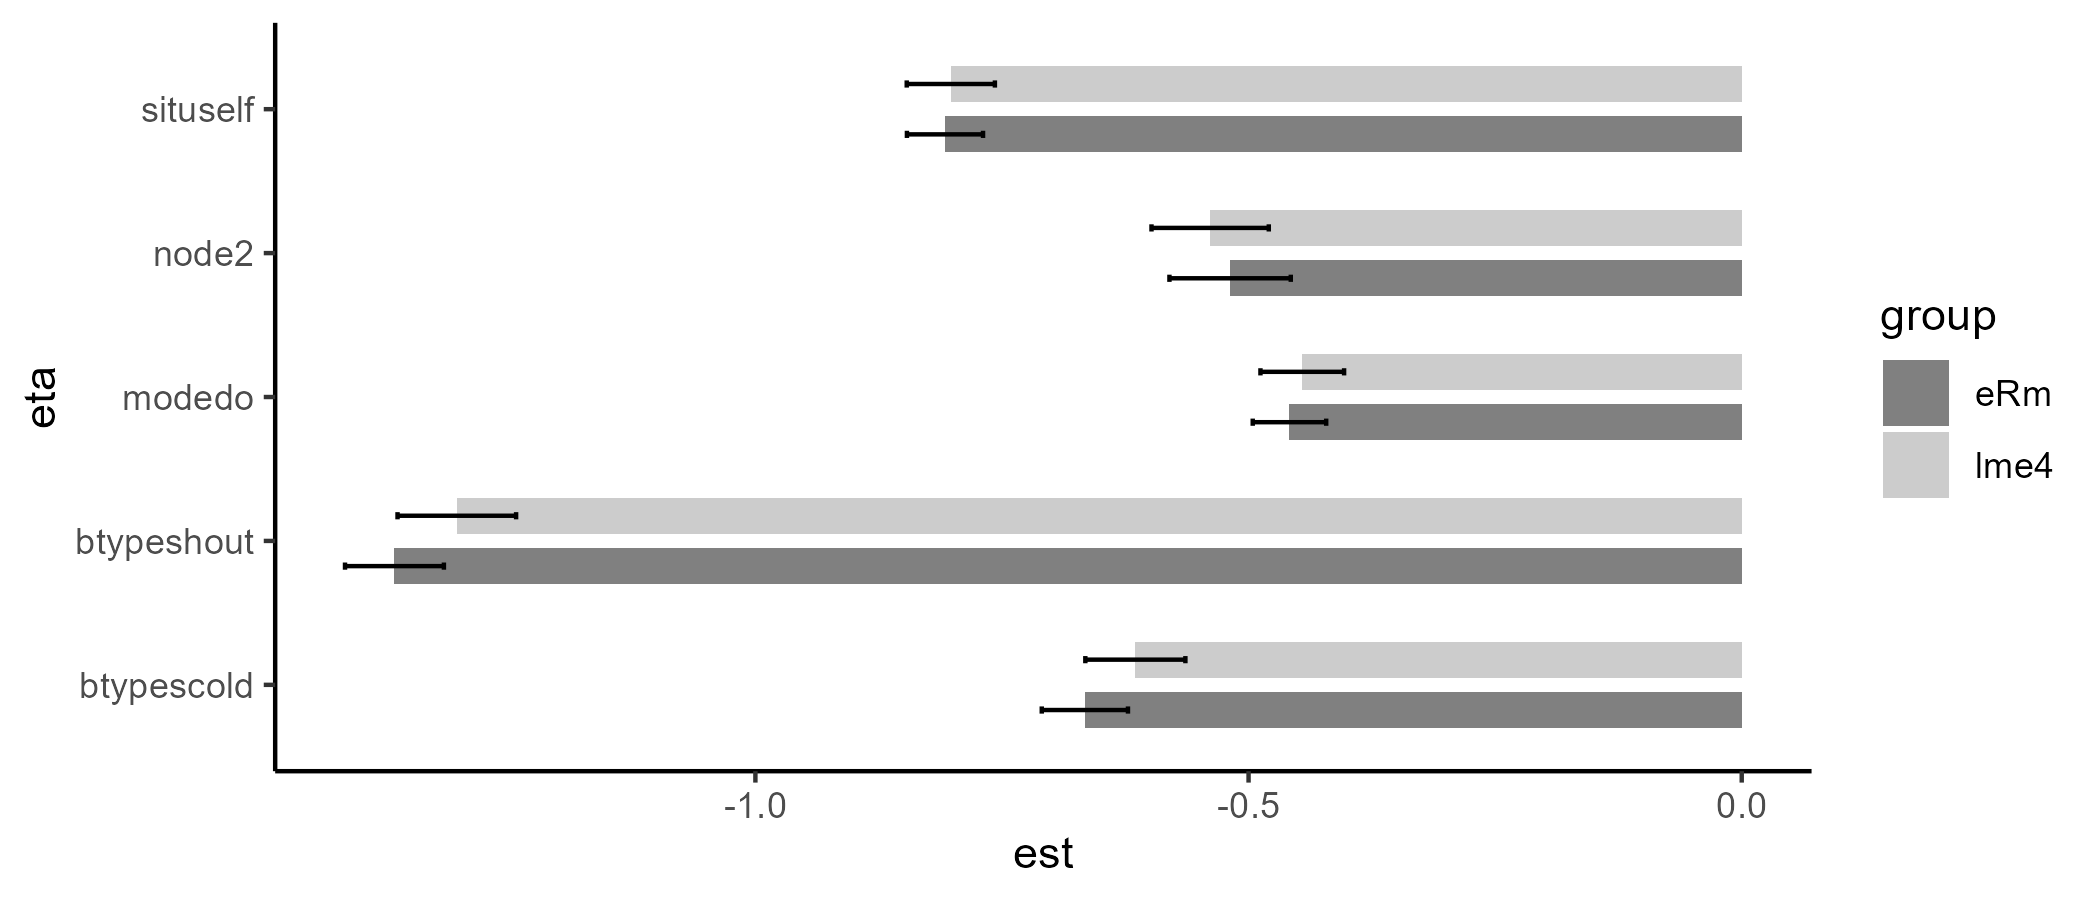 situself
node2
modedo
btypeshout
btypescold
eta
-1.0
-0.5
0.0
est
group
eRm
lme4